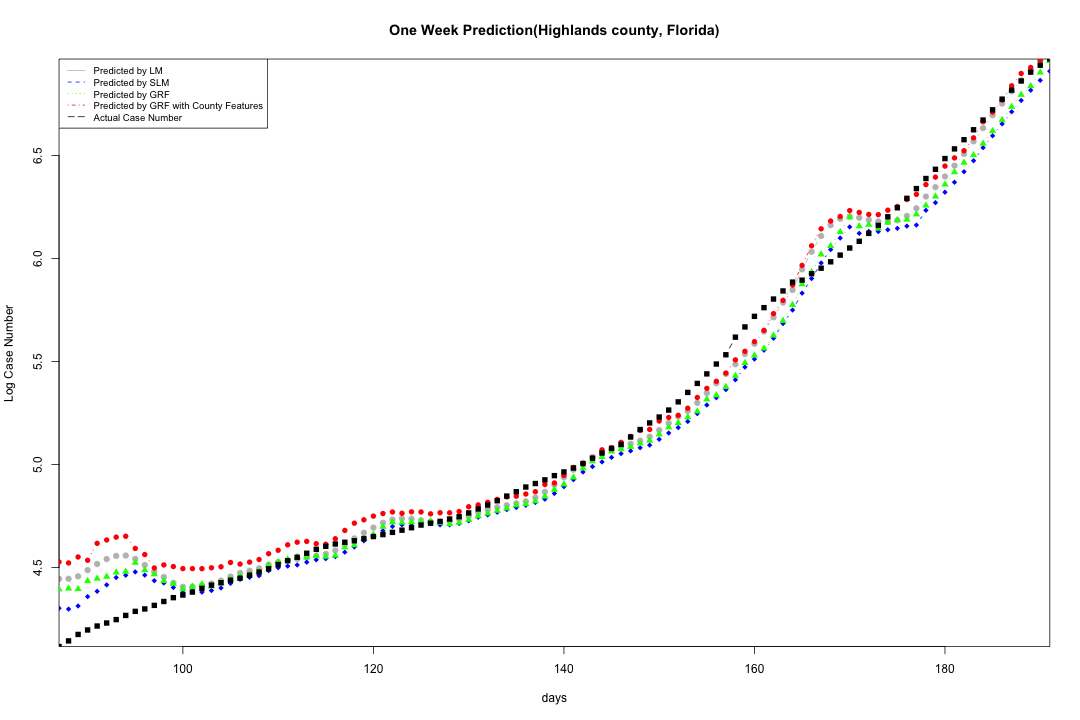 One Week Prediction(Highlands county, Florida)
Predicted by LM
Predicted by SLM
Predicted by GRF
Predicted by GRF with County Features
Actual Case Number
Log Case Number
6.5
6.0
5.5
5.0
4.5
100 120 140 160 180
days